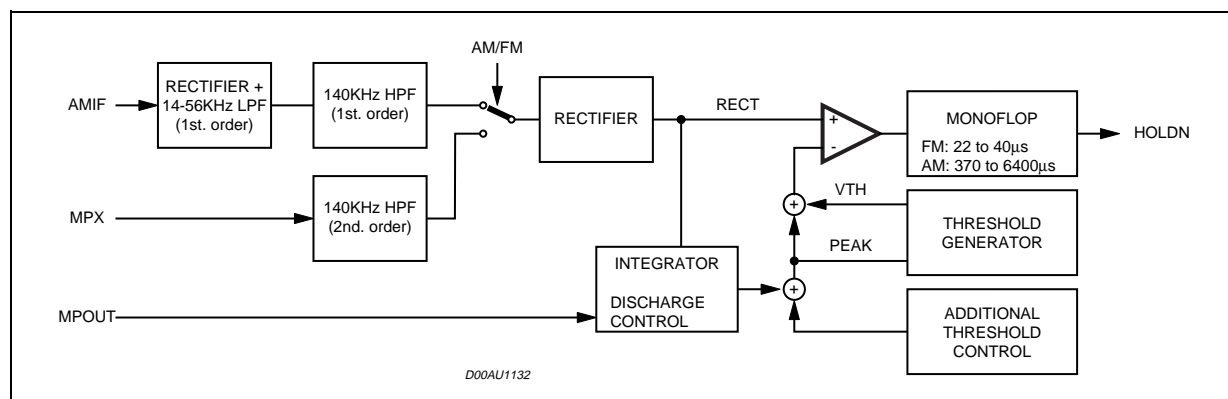 AM/FM
AMIF
RECTIFIER +
14-56KHz LPF
(1st. order)
140KHz HPF
(1st. order)
RECTIFIER
RECT
+
-
MONOFLOP
FM: 22 to 40μs
AM: 370 to 6400μs
HOLDN
MPX
140KHz HPF
(2nd. order)
+
VTH
THRESHOLD
GENERATOR
PEAK
INTEGRATOR
DISCHARGE
CONTROL
+
MPOUT
ADDITIONAL
THRESHOLD
CONTROL
D00AU1132